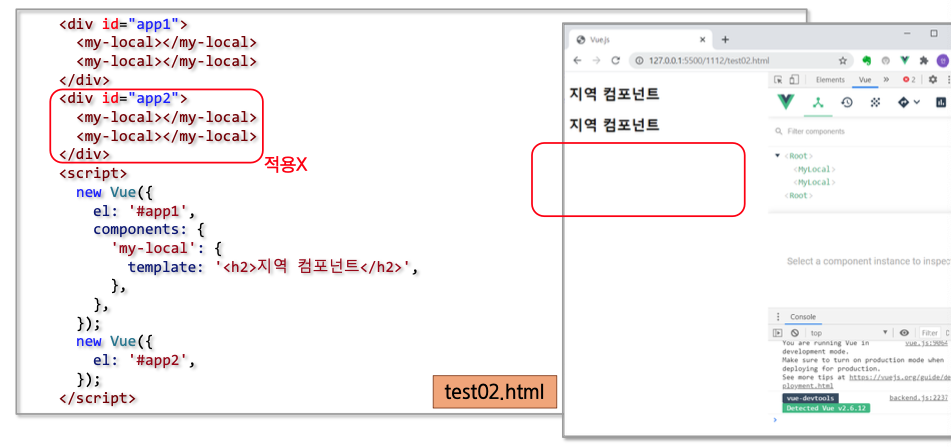 <div id="app1">
<my-local></my-local>
<my-local></my-local>
</div>
<div id="app2">
<my-local></my-local>
<my-local></my-local>
</div>
적용X
<script>
new Vue({
el: '#app1',
components: {
'my-local': {
template: '<h2>지역 컴포넌트</h2>',
},
},
});
new Vue({
el: '#app2',
});
</script>
test02.html
Vue.js
127.0.0.1:5500/1112/test02.html
지역 컴포넌트
지역 컴포넌트
Elements Vue » 2
Filter components
<Root>
<MyLocal>
<MyLocal>
<Root>
Select a component instance to inspec
Console
top Filter
You are running Vue in vue.js:9064
development mode.
Make sure to turn on production mode when
deploying for production.
See more tips at https://vuejs.org/guide/de
ployment.html
vue-devtools backend.js:2237
Detected Vue v2.6.12